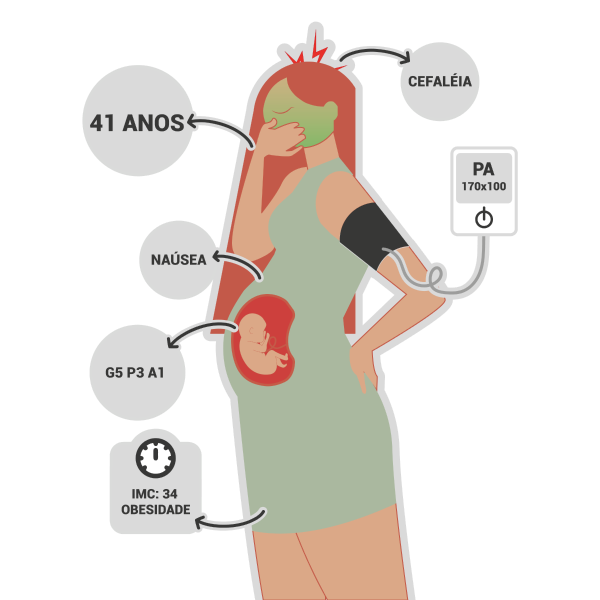 CEFALÉIA
41 ANOS
PA
170x100
NAÚSEA
G5 P3 A1
IMC: 34
OBESIDADE